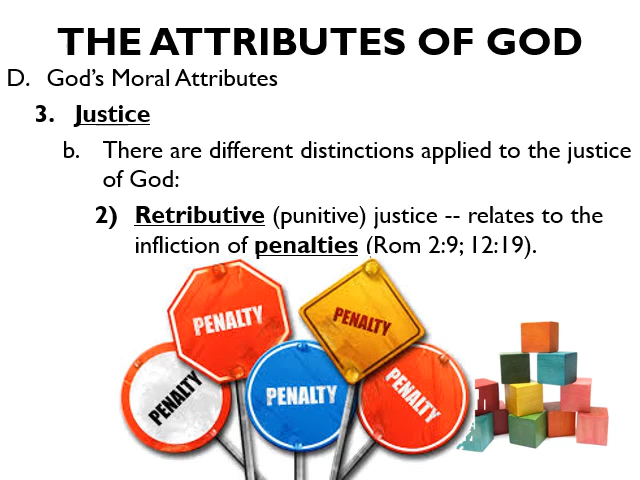 THE ATTRIBUTES OF GOD
D. God’s Moral Attributes
3. Justice
b. There are different distinctions applied to the justice
of God:
2) Retributive (punitive) justice -- relates to the
infliction of penalties (Rom 2:9; 12:19).
PENALTY
PENALTY
PENALTY
PENALTY
PENALTY